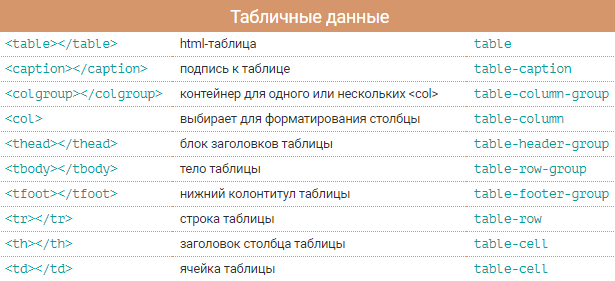 Табличные данные
<table></table> html-таблица table
<caption></caption> подпись к таблице table-caption
<colgroup></colgroup> контейнер для одного или нескольких <col> table-column-group
<col> выбирает для форматирования столбцы table-column
<thead></thead> блок заголовков таблицы table-header-group
<tbody></tbody> тело таблицы table-row-group
<tfoot></tfoot> нижний колонтитул таблицы table-footer-group
<tr></tr> строка таблицы table-row
<th></th> заголовок столбца таблицы table-cell
<td></td> ячейка таблицы table-cell